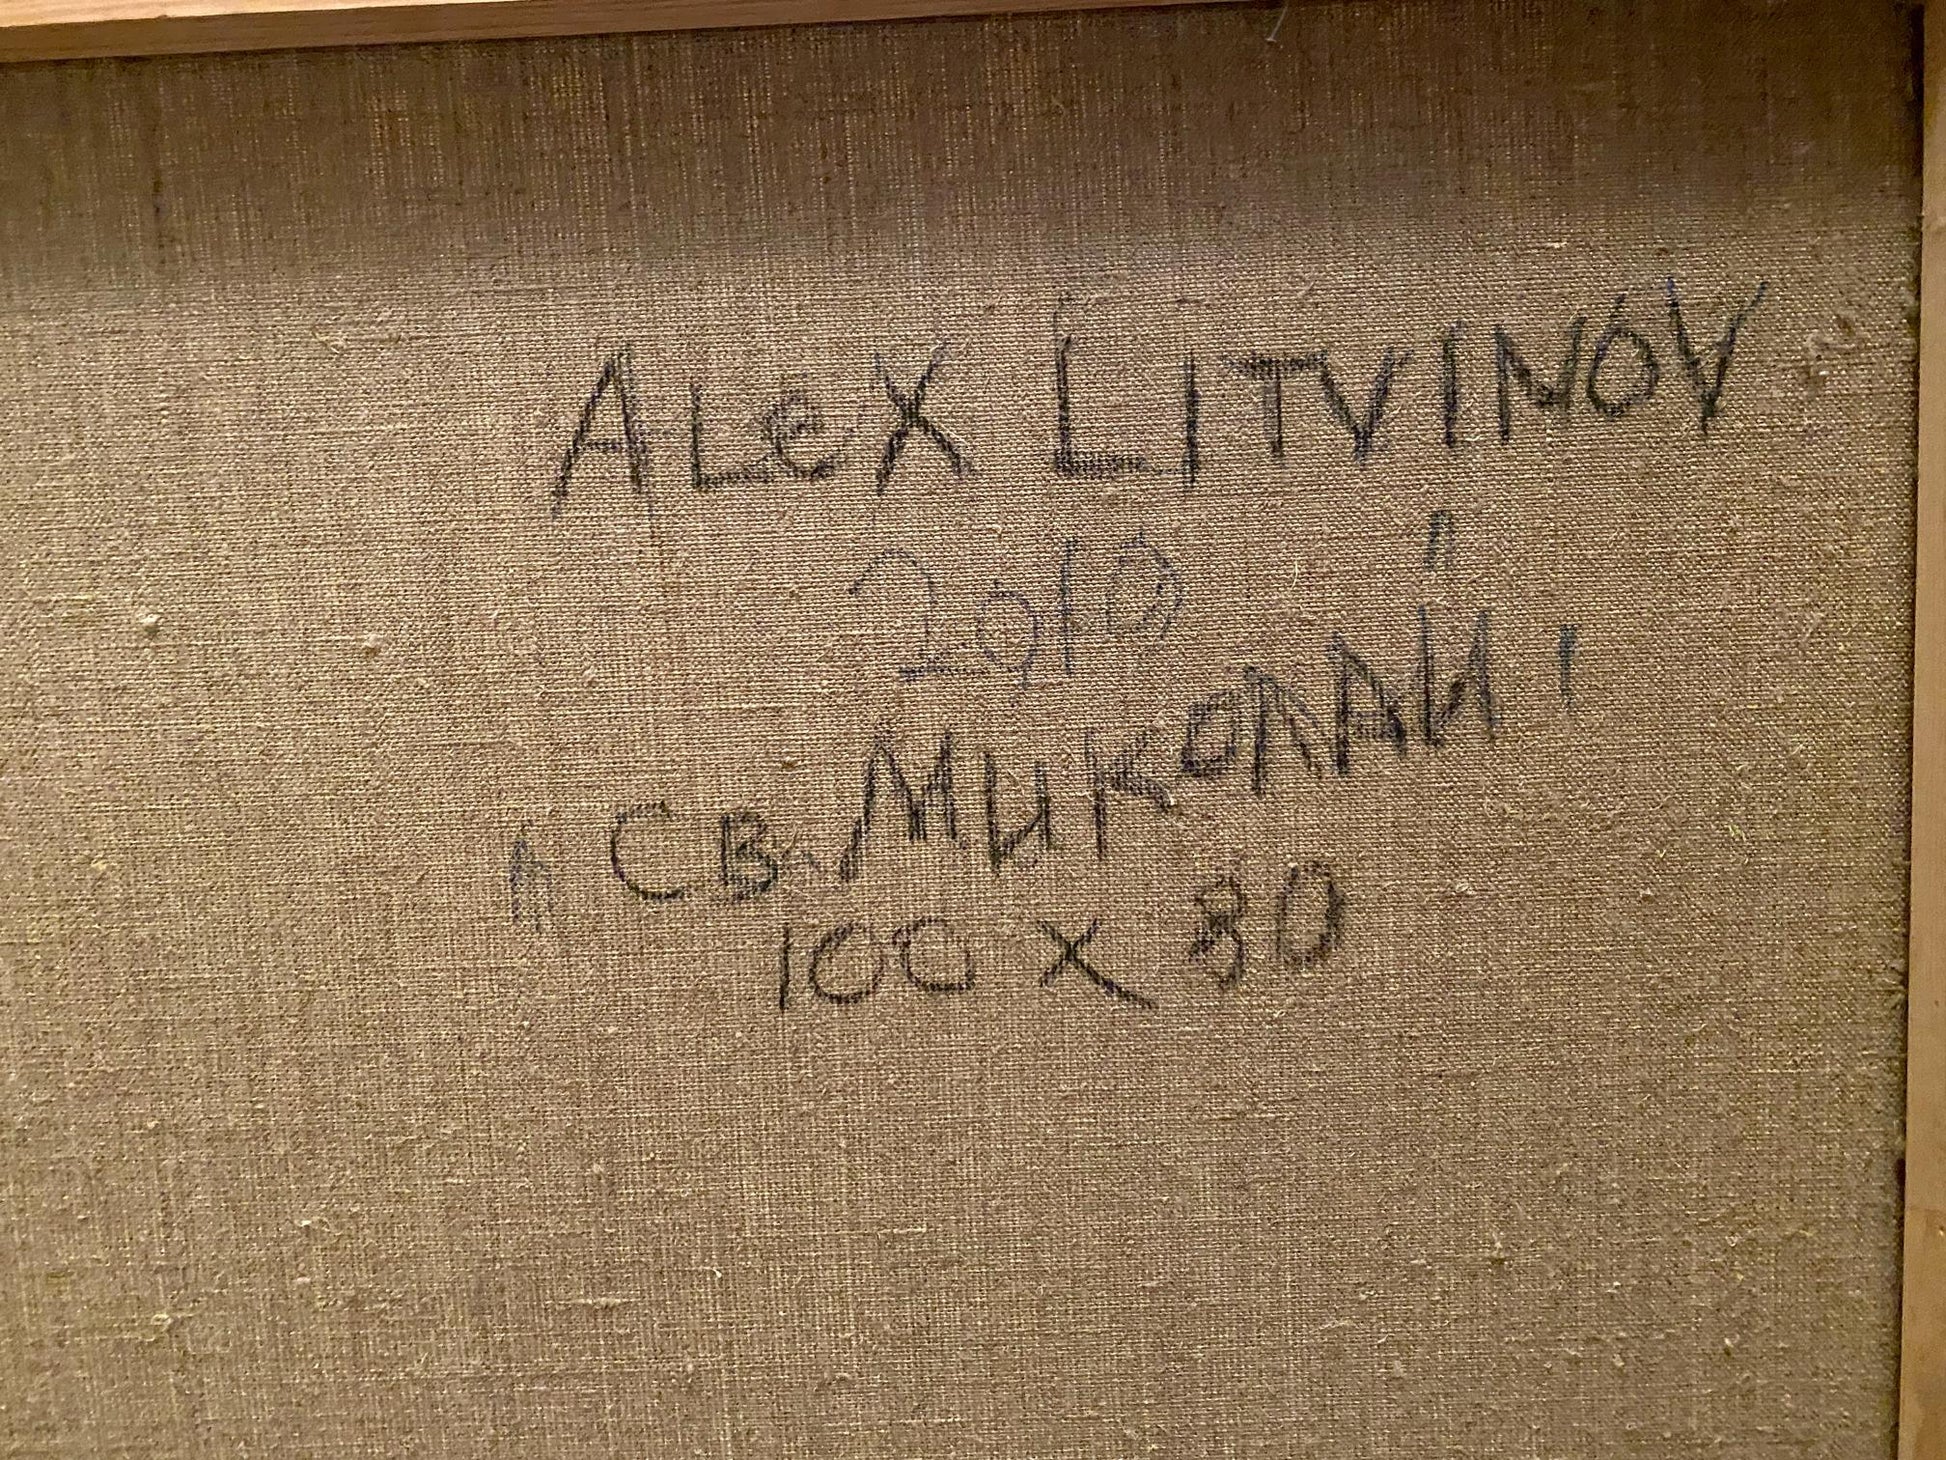 ALeX LITVINOV
2010
"СВ. МИКОЛАЙ"
100 X 80